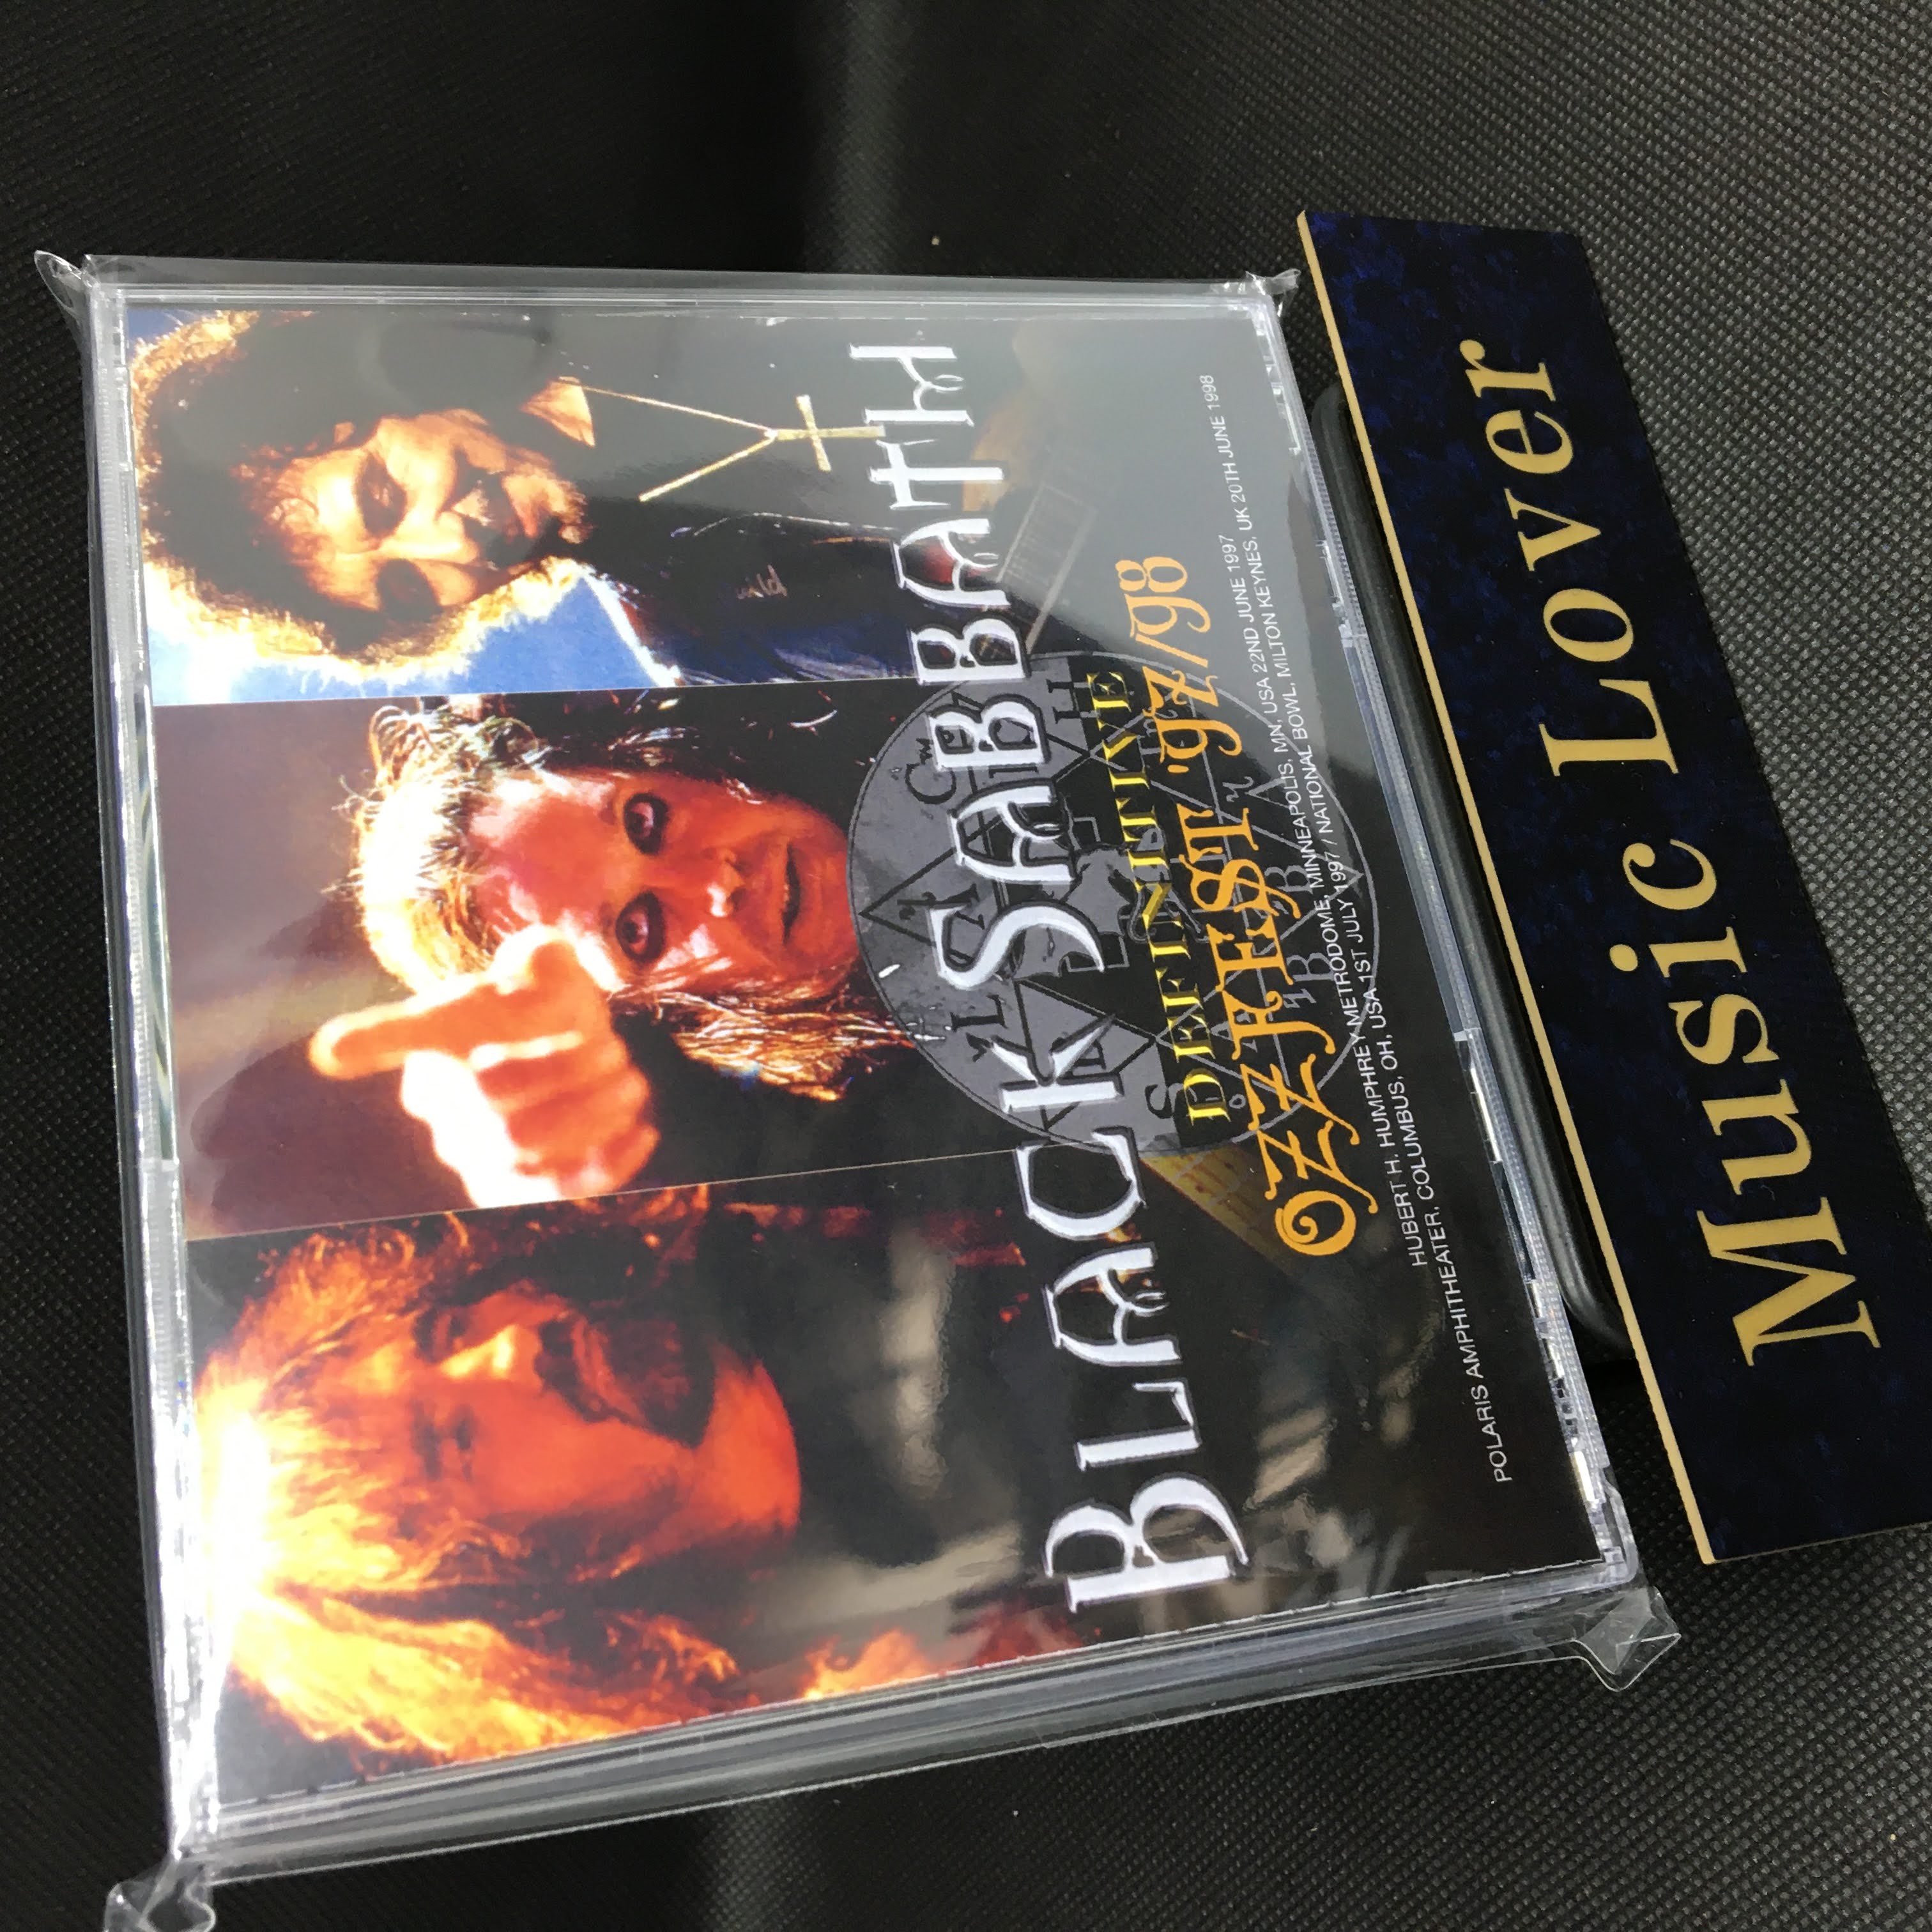 BLACK SABBATH
DEFINITIVE
OZZFEST '97/98
HUBERT H. HUMPHREY METRODOME, MINNEAPOLIS, MN, USA 22ND JUNE 1997
POLARIS AMPHITHEATER, COLUMBUS, OH, USA 1ST JULY 1997 / NATIONAL BOWL, MILTON KEYNES, UK 20TH JUNE 1998
Music Lover